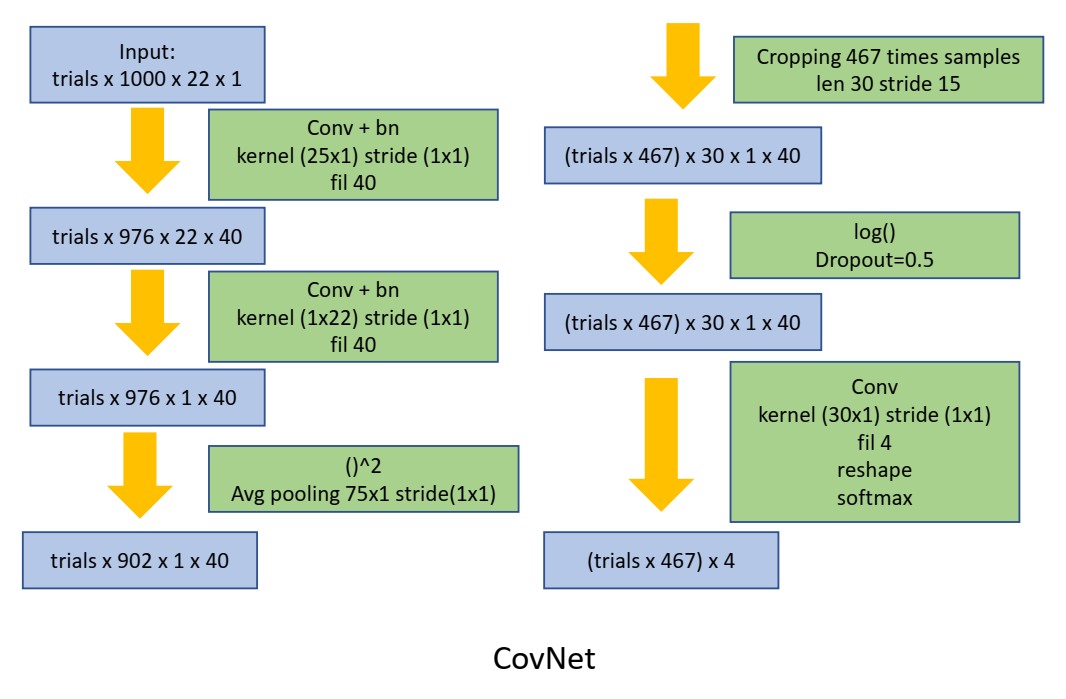 Input:
trials x 1000 x 22 x 1
Conv + bn
kernel (25x1) stride (1x1)
fil 40
trials x 976 x 22 x 40
Conv + bn
kernel (1x22) stride (1x1)
fil 40
trials x 976 x 1 x 40
()^2
Avg pooling 75x1 stride(1x1)
trials x 902 x 1 x 40
Cropping 467 times samples
len 30 stride 15
(trials x 467) x 30 x 1 x 40
log()
Dropout=0.5
(trials x 467) x 30 x 1 x 40
Conv
kernel (30x1) stride (1x1)
fil 4
reshape
softmax
(trials x 467) x 4
CovNet